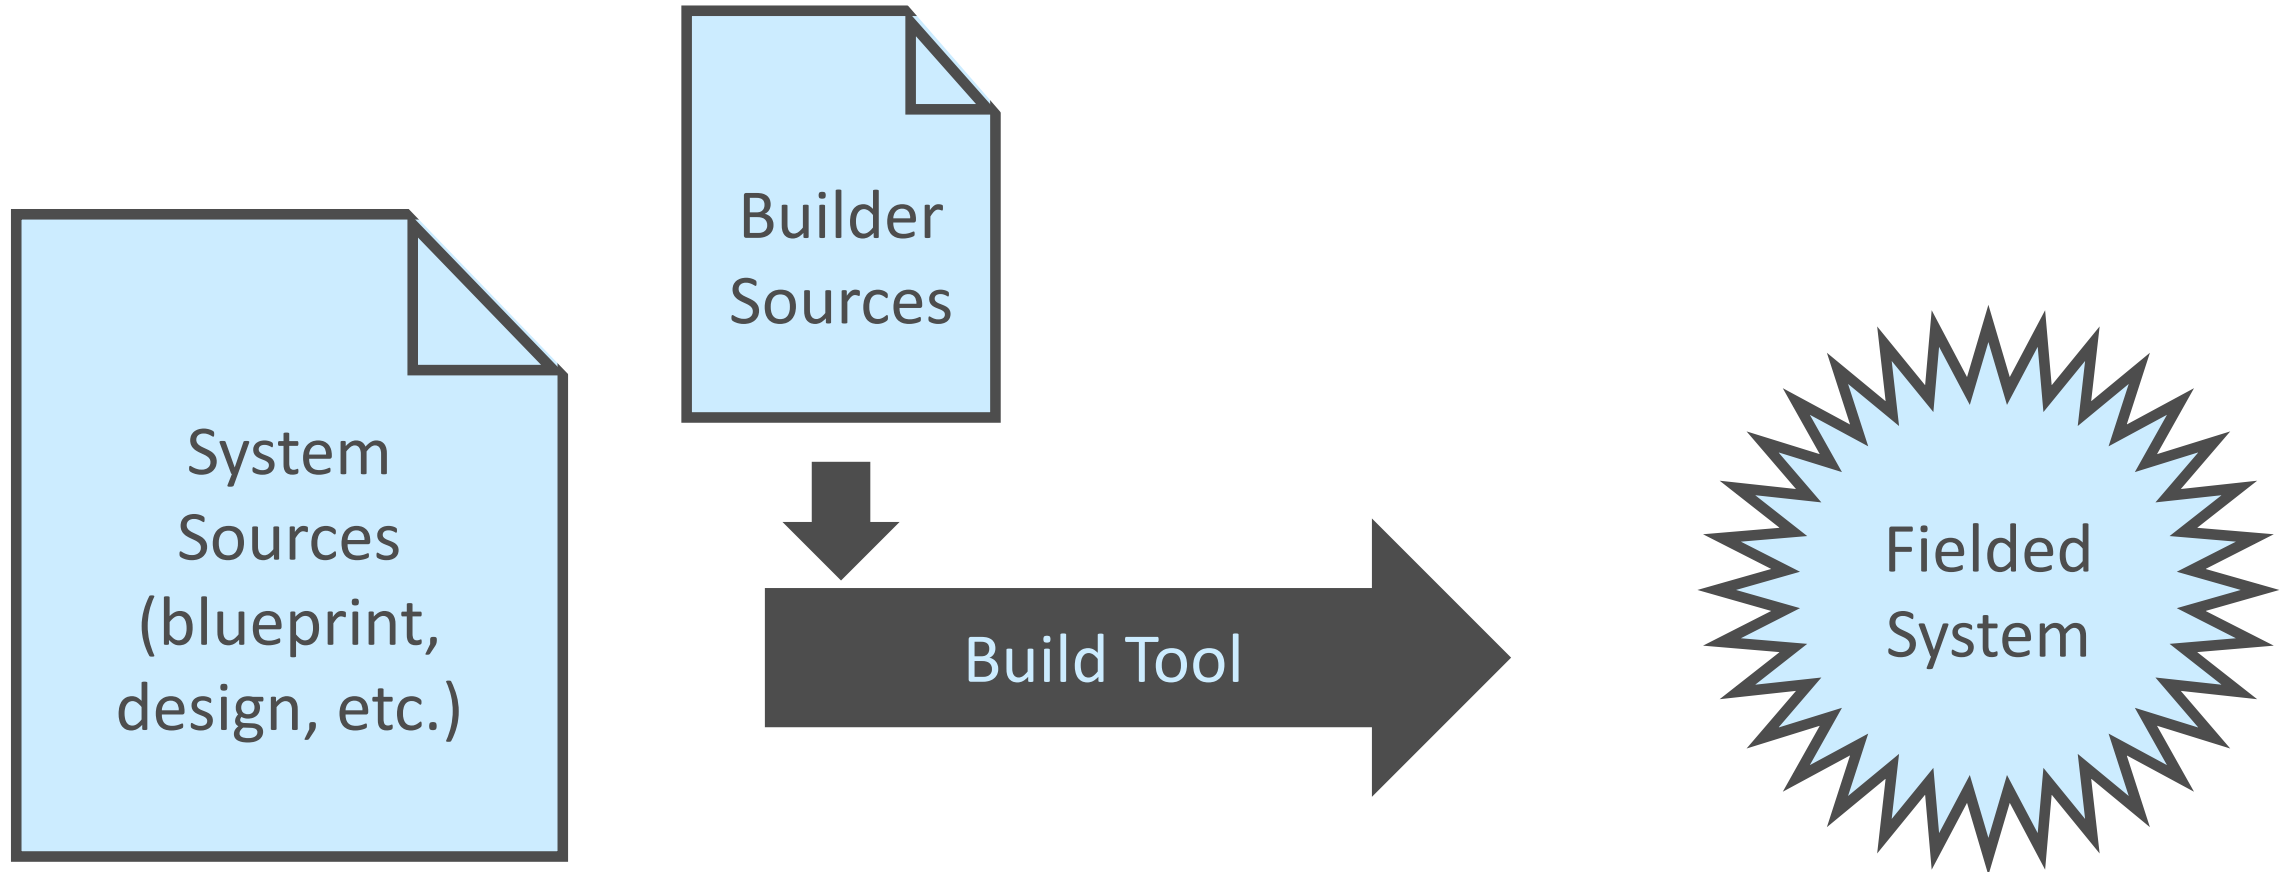 Builder
Sources
System
Sources
(blueprint,
design, etc.)
Build Tool
Fielded
System